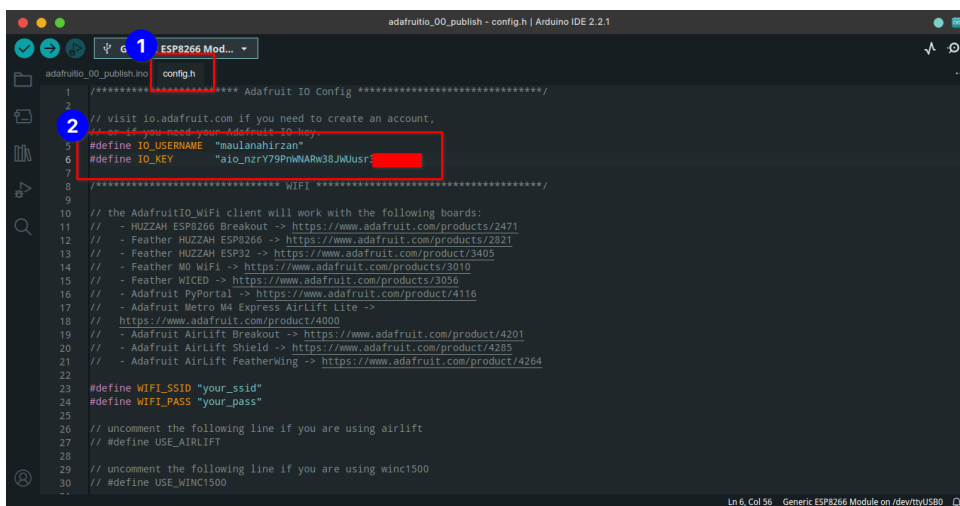 adafruitio_00_publish - config.h | Arduino IDE 2.2.1
1
ESP8266 Mod...
adafruitio_00_publish.ino config.h
1 /************************ Adafruit IO Config *******************************/
2
2
// visit io.adafruit.com if you need to create an account,
// or if you need your Adafruit IO key.
5 #define IO_USERNAME "maulanahirzan"
6 #define IO_KEY "aio_nzrY79PnWNARw38JWUusr
7
8 /****************************** WIFI ***************************************/
9
10 // the AdafruitIO_WiFi client will work with the following boards:
11 // - HUZZAH ESP8266 Breakout -> https://www.adafruit.com/products/2471
12 // - Feather HUZZAH ESP8266 -> https://www.adafruit.com/products/2821
13 // - Feather HUZZAH ESP32 -> https://www.adafruit.com/product/3405
14 // - Feather M0 WiFi -> https://www.adafruit.com/products/3010
15 // - Feather WICED -> https://www.adafruit.com/products/3056
16 // - Adafruit PyPortal -> https://www.adafruit.com/product/4116
17 // - Adafruit Metro M4 Express AirLift Lite ->
18 // https://www.adafruit.com/product/4000
19 // - Adafruit AirLift Breakout -> https://www.adafruit.com/product/4201
20 // - Adafruit AirLift Shield -> https://www.adafruit.com/product/4285
21 // - Adafruit AirLift FeatherWing -> https://www.adafruit.com/product/4264
22
23 #define WIFI_SSID "your_ssid"
24 #define WIFI_PASS "your_pass"
25
26 // uncomment the following line if you are using airlift
27 // #define USE_AIRLIFT
28
29 // uncomment the following line if you are using winc1500
30 // #define USE_WINC1500
Ln 6, Col 56 Generic ESP8266 Module on /dev/ttyUSB0